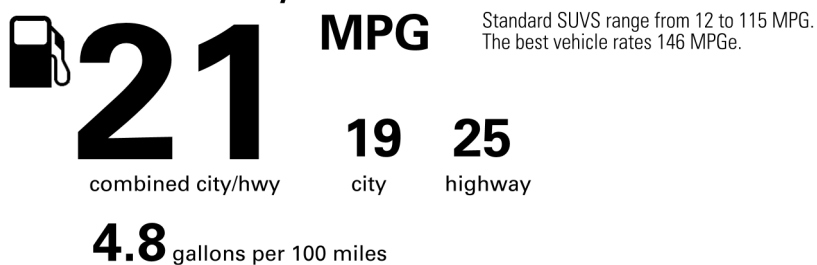 MPG
Standard SUVS range from 12 to 115 MPG.
The best vehicle rates 146 MPGe.
21
combined city/hwy
19
city
25
highway
4.8 gallons per 100 miles